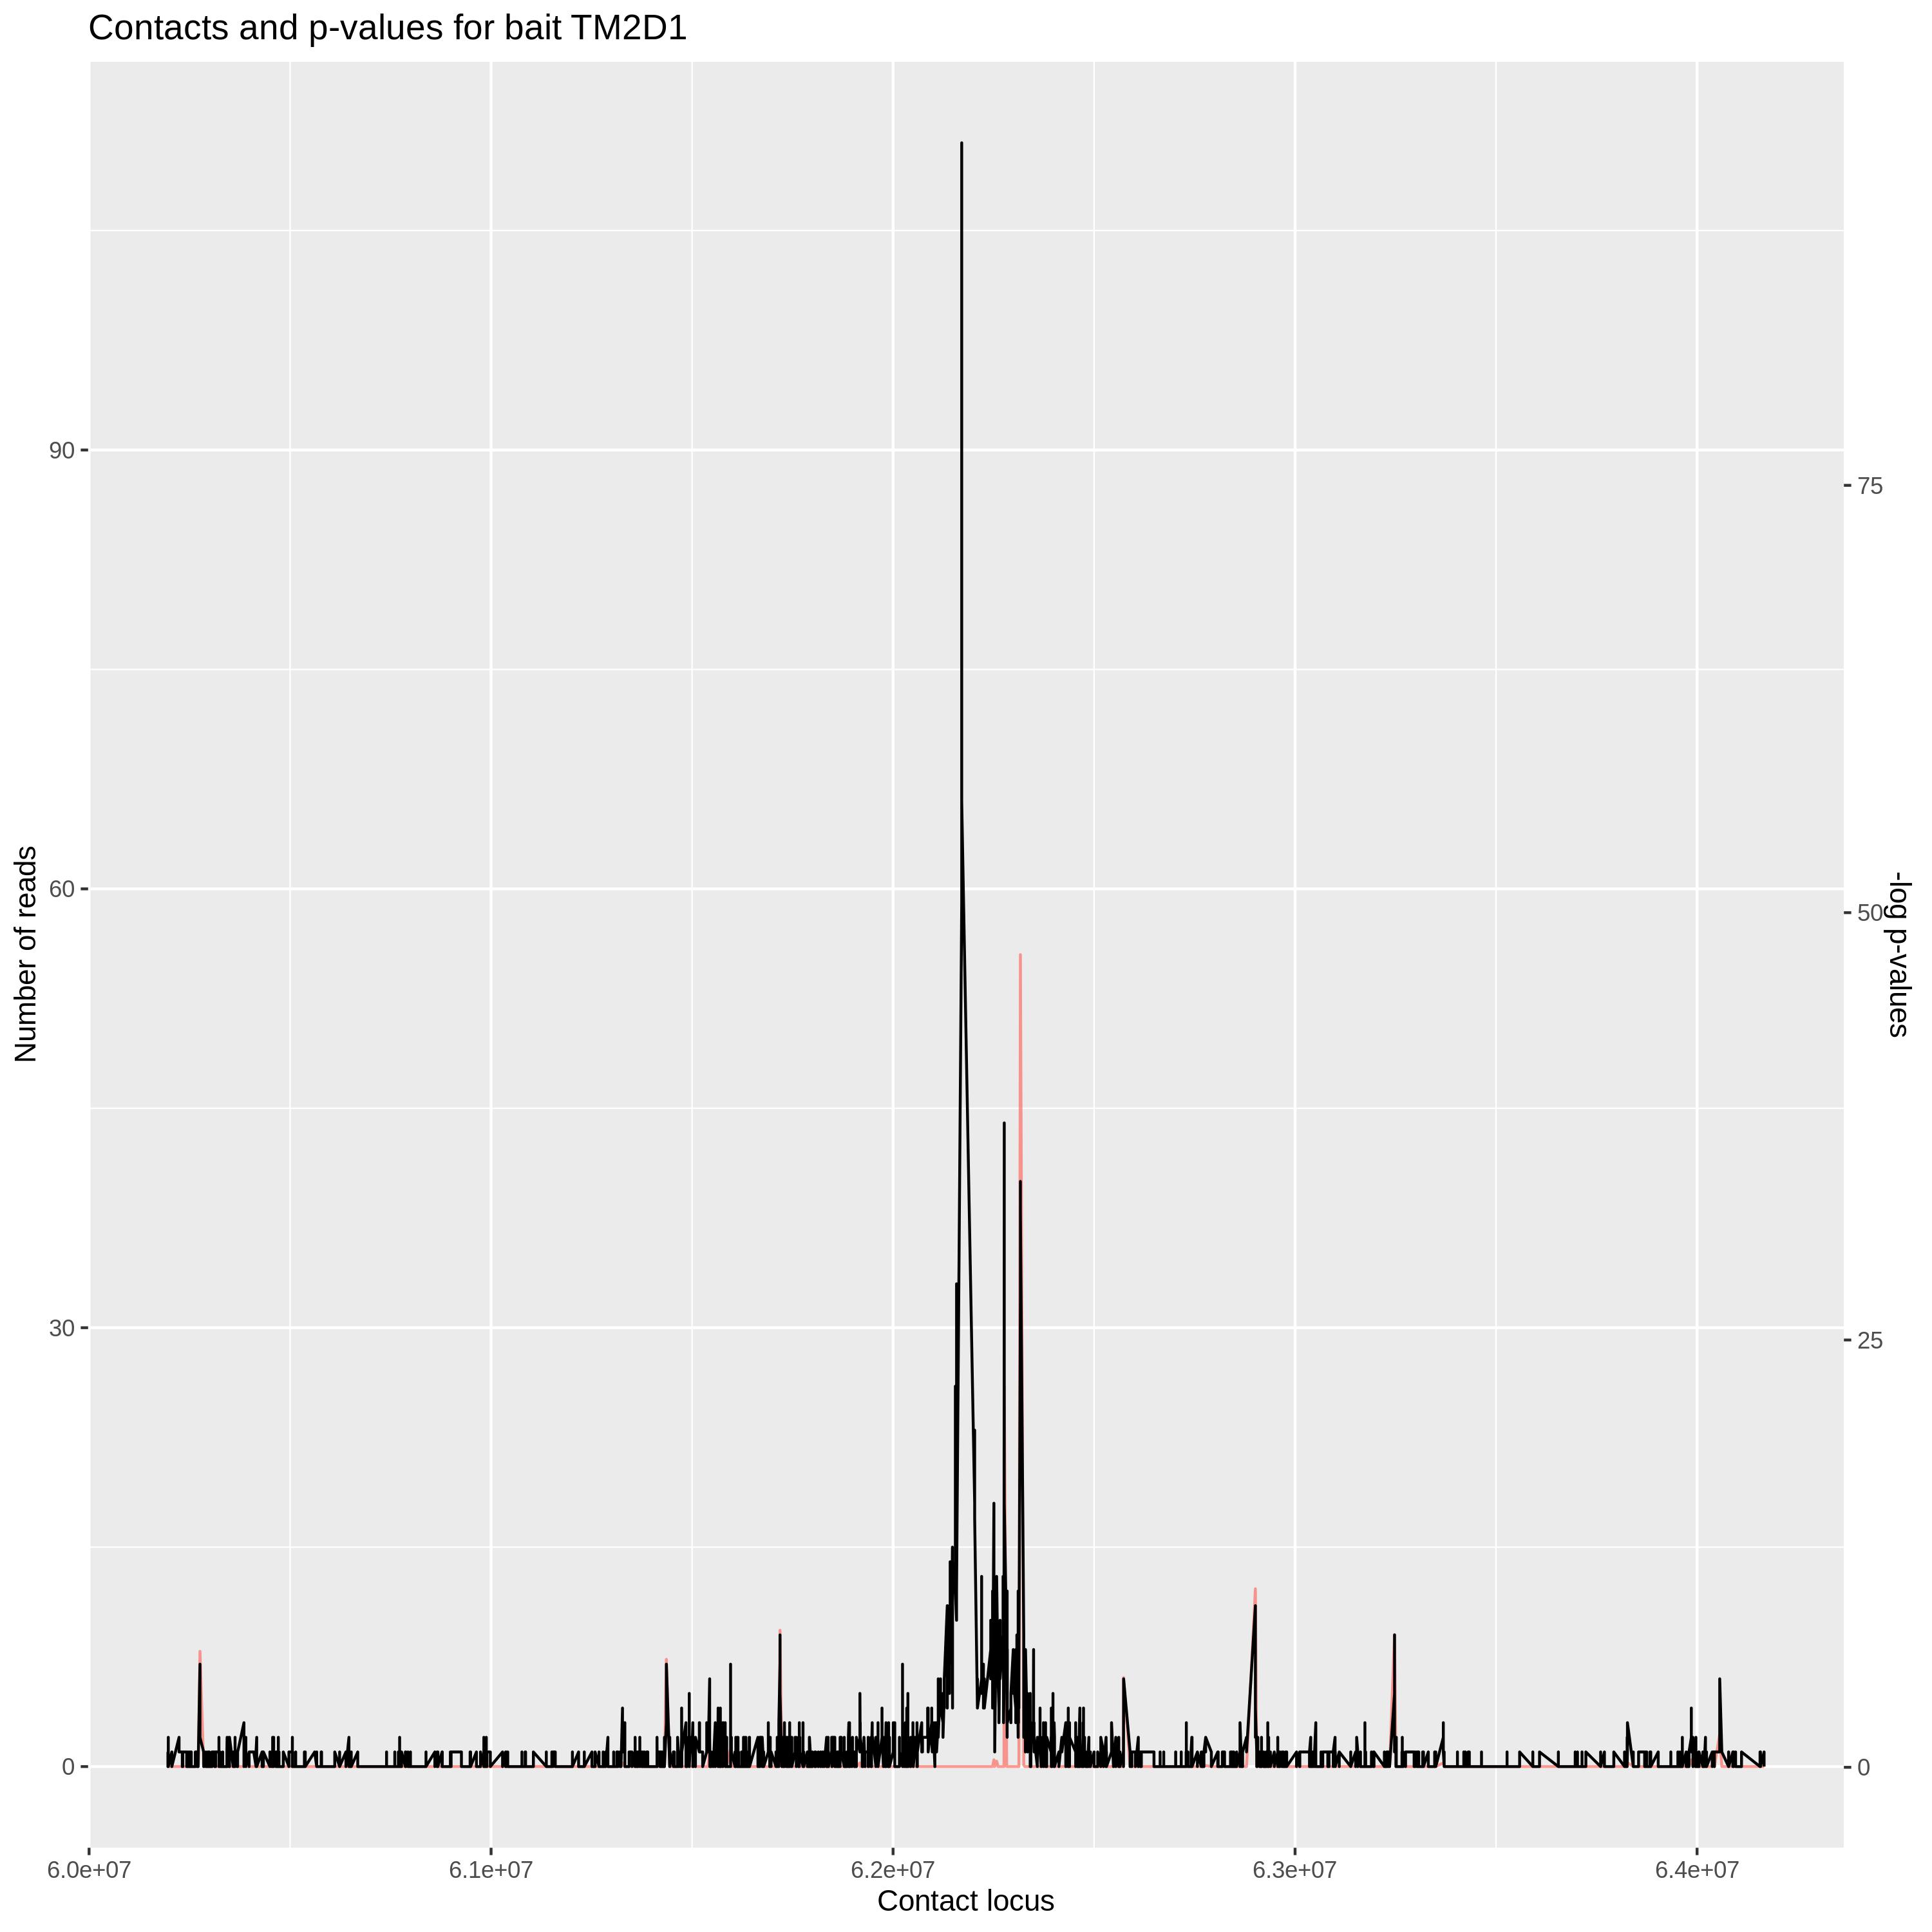 Contacts and p-values for bait TM2D1
90
60
30
0
Number of reads
75
50
25
0
-log p-values
6.0e+07 6.1e+07 6.2e+07 6.3e+07 6.4e+07
Contact locus